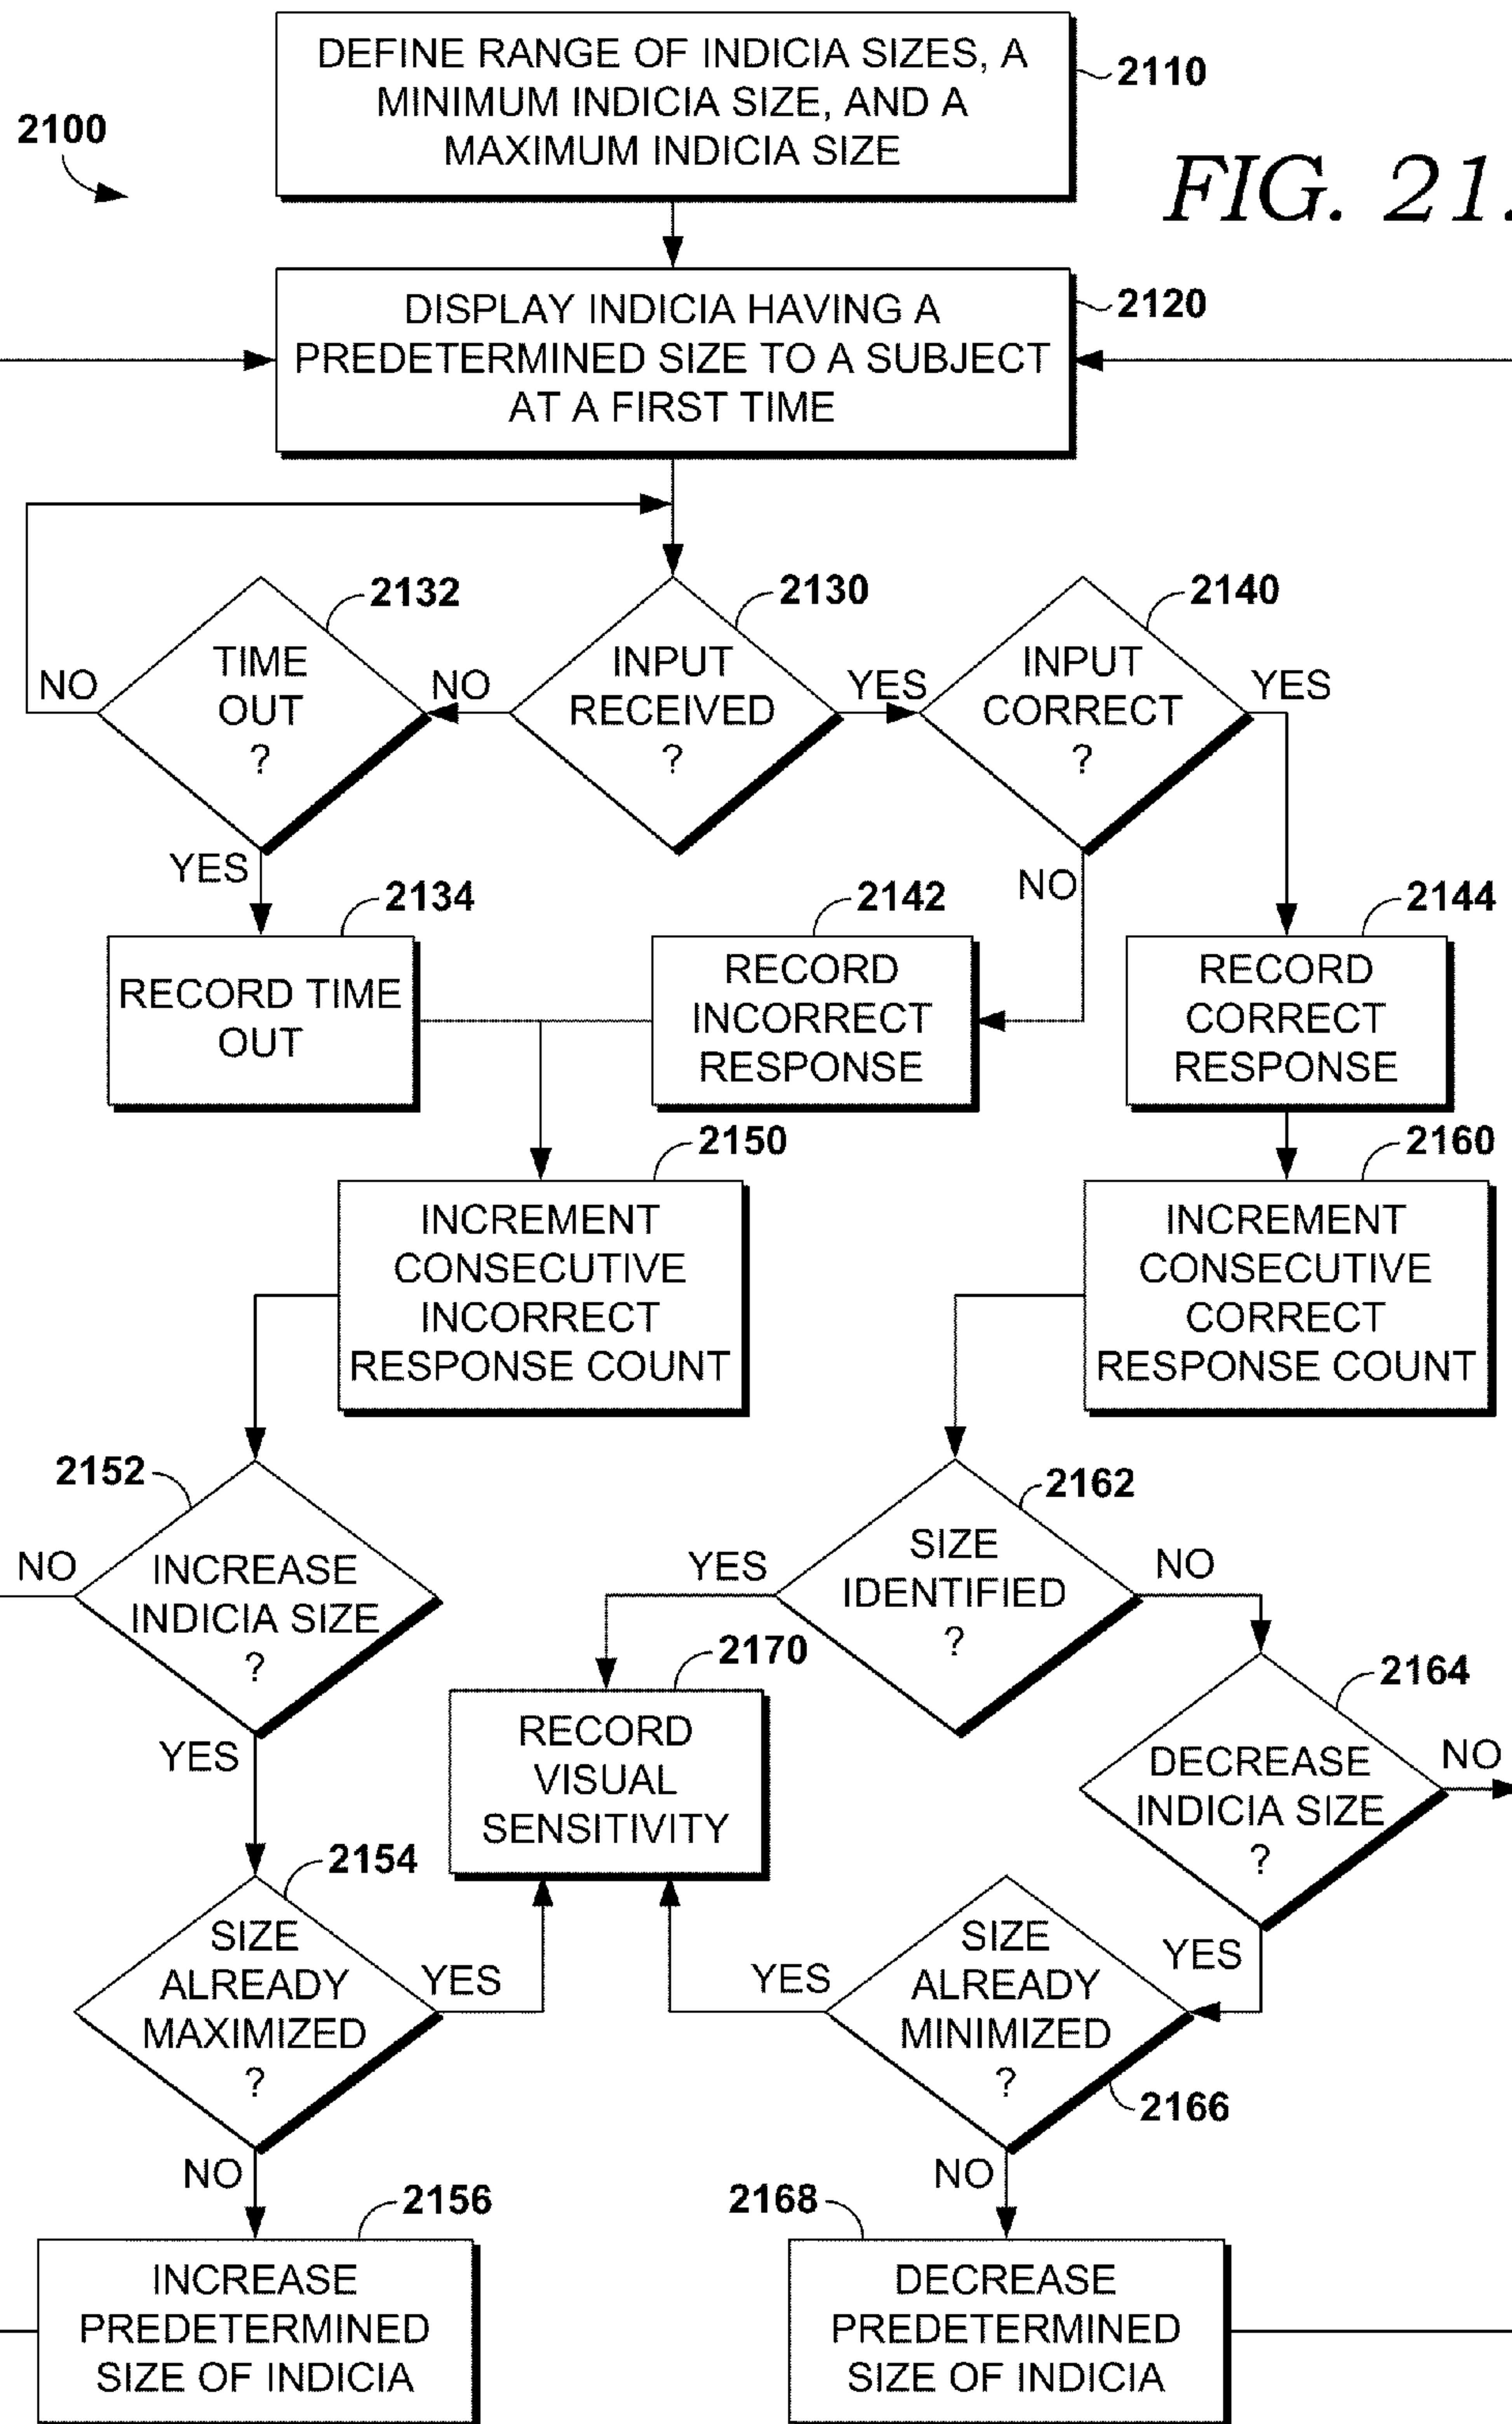 DEFINE RANGE OF INDICIA SIZES, A
MINIMUM INDICIA SIZE, AND A
MAXIMUM INDICIA SIZE
2110
2100
FIG. 21.
DISPLAY INDICIA HAVING A
PREDETERMINED SIZE TO A SUBJECT
AT A FIRST TIME
2120
2132
2130
2140
TIME
OUT
?
NO
NO
INPUT
RECEIVED
?
YES
INPUT
CORRECT
?
YES
YES
NO
2134
2142
2144
RECORD TIME
OUT
RECORD
INCORRECT
RESPONSE
RECORD
CORRECT
RESPONSE
2150
2160
INCREMENT
CONSECUTIVE
INCORRECT
RESPONSE COUNT
INCREMENT
CONSECUTIVE
CORRECT
RESPONSE COUNT
2152
2162
NO
INCREASE
INDICIA SIZE
?
YES
SIZE
IDENTIFIED
?
NO
2170
2164
YES
RECORD
VISUAL
SENSITIVITY
DECREASE
INDICIA SIZE
?
NO
2154
SIZE
ALREADY
MAXIMIZED
?
YES
YES
SIZE
ALREADY
MINIMIZED
?
YES
2166
NO
NO
2156
2168
INCREASE
PREDETERMINED
SIZE OF INDICIA
DECREASE
PREDETERMINED
SIZE OF INDICIA